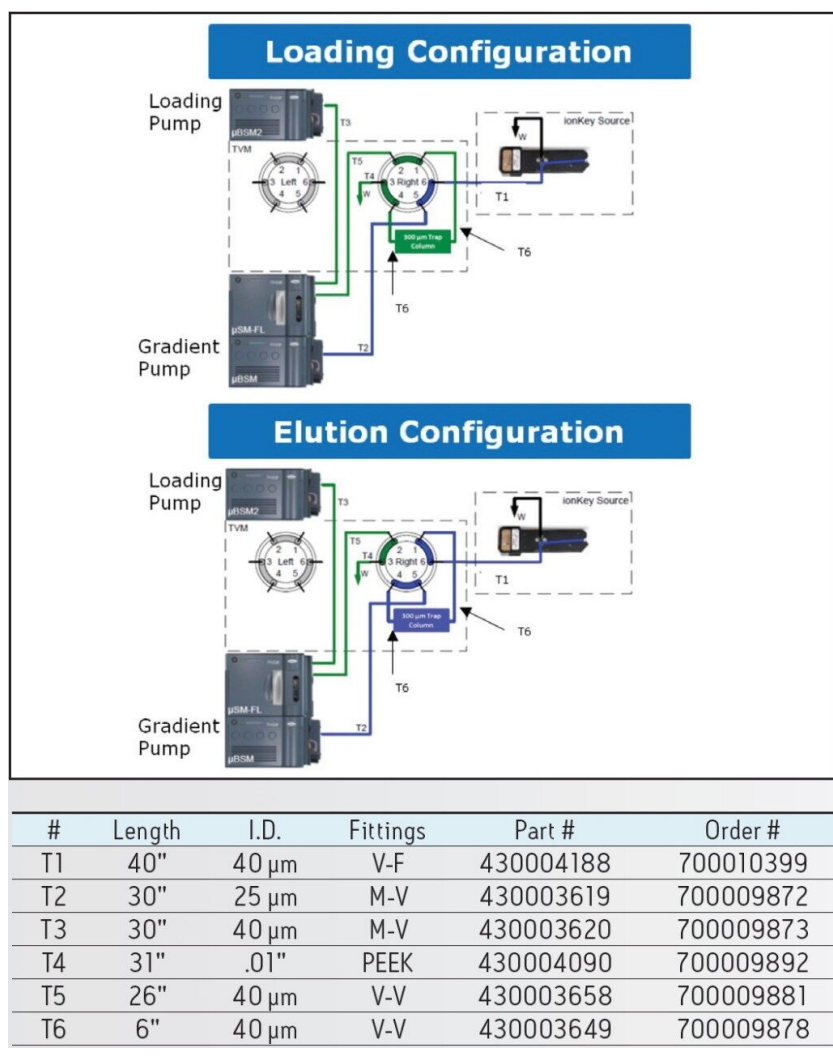 Loading Configuration
Loading
Pump
µBSM2
TVM
T3
T5
T4
W
2 1
3 Left 6
4 5
2 1
3 Right 6
4 5
ionKey Source
W
T1
300 µm Trap
Column
T6
T6
µSM-FL
Gradient
Pump
µBSM
T2
Elution Configuration
Loading
Pump
µBSM2
TVM
T3
T5
T4
W
2 1
3 Left 6
4 5
2 1
3 Right 6
4 5
ionKey Source
W
T1
300 µm Trap
Column
T6
T6
µSM-FL
Gradient
Pump
µBSM
T2
# Length I.D. Fittings Part # Order #
T1 40" 40 µm V-F 430004188 700010399
T2 30" 25 µm M-V 430003619 700009872
T3 30" 40 µm M-V 430003620 700009873
T4 31" .01" PEEK 430004090 700009892
T5 26" 40 µm V-V 430003658 700009881
T6 6" 40 µm V-V 430003649 700009878